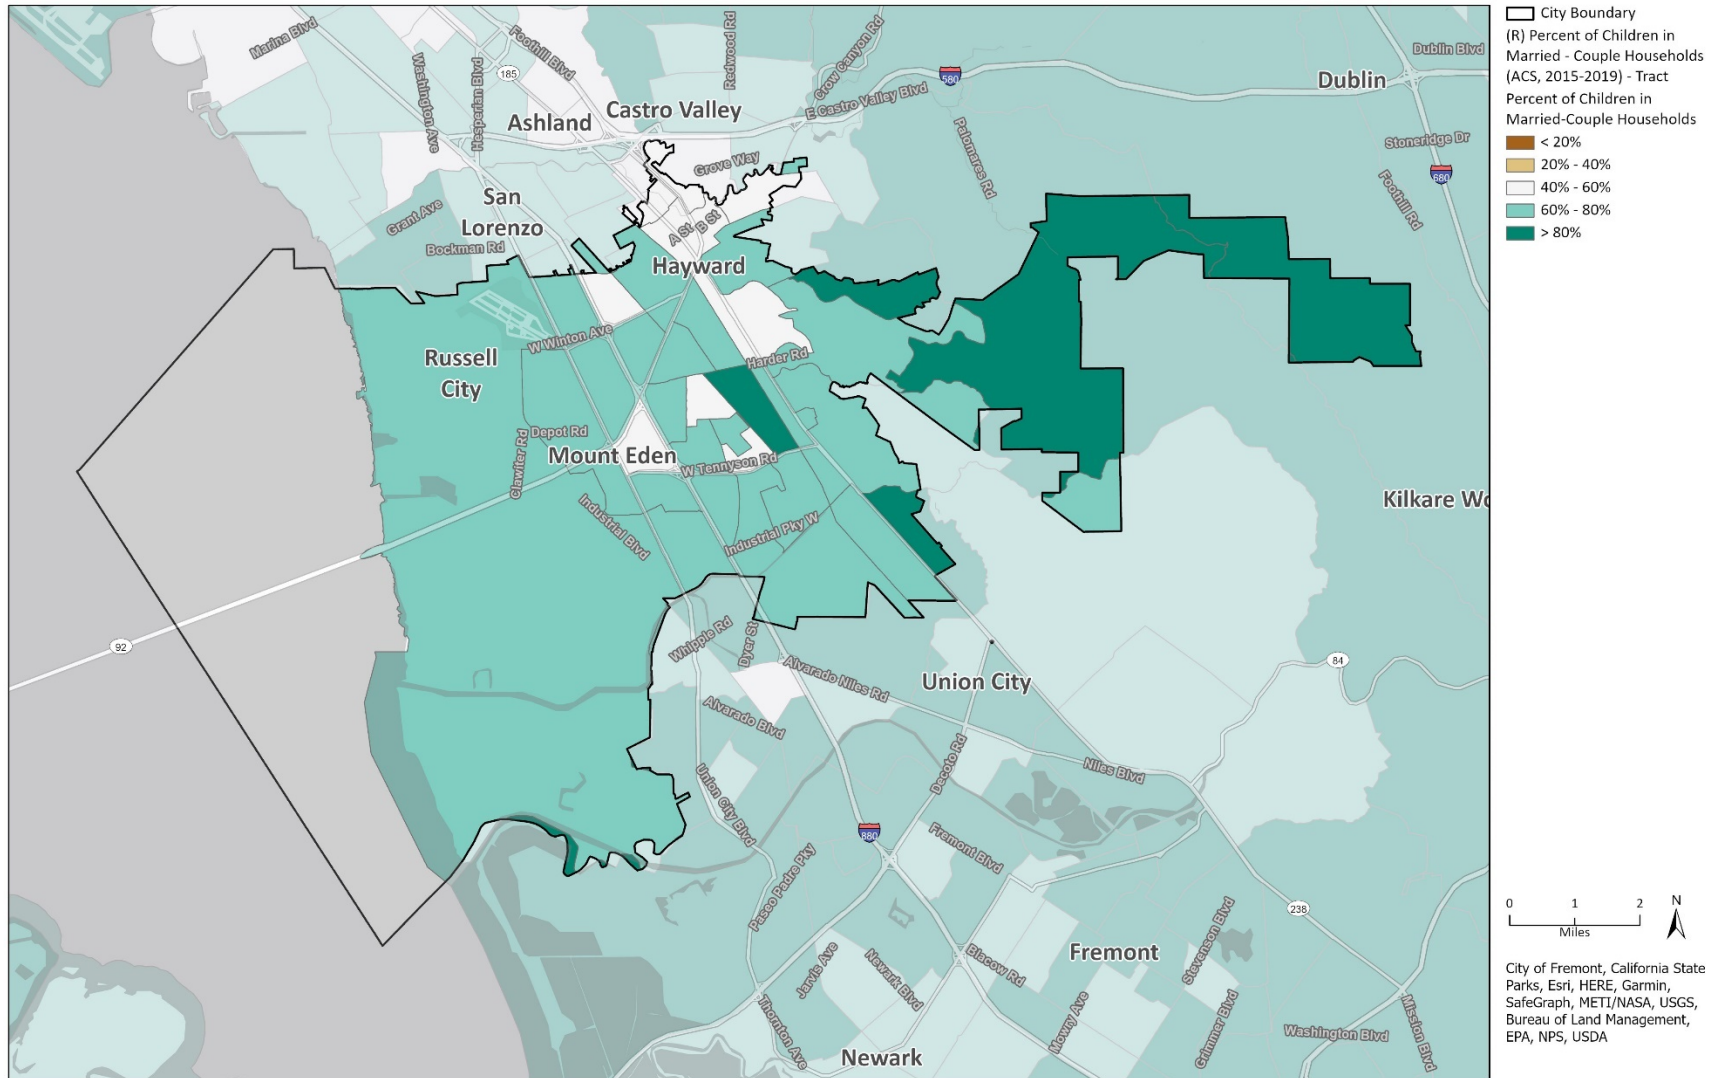 Marina Blvd
Washington Ave
Hesperian Blvd
Foothill Blvd
185
Redwood Rd
Crow Canyon Rd
580
Dublin Blvd
Dublin
Castro Valley
E Castro Valley Blvd
Ashland
Palomares Rd
Stoneridge Dr
Grove Way
680
Foothill Rd
San
Lorenzo
Grant Ave
Bockman Rd
A St
B St
Hayward
W Winton Ave
Russell
City
Harder Rd
Depot Rd
Clawiter Rd
Mount Eden
W Tennyson Rd
Kilkare Wo
Industrial Blvd
Industrial Pky W
92
Whipple Rd
Dyer St
Alvarado Niles Rd
Union City
84
Alvarado Blvd
Union City Blvd
Decoto Rd
Niles Blvd
880
Fremont Blvd
Paseo Padre Pky
238
Stevenson Blvd
Fremont
Blacow Rd
Jarvis Ave
Newark Blvd
Thornton Ave
Mowry Ave
Grimmer Blvd
Washington Blvd
Mission Blvd
Newark
City Boundary
(R) Percent of Children in
Married - Couple Households
(ACS, 2015-2019) - Tract
Percent of Children in
Married-Couple Households
< 20%
20% - 40%
40% - 60%
60% - 80%
> 80%
0 1 2
Miles
N
City of Fremont, California State
Parks, Esri, HERE, Garmin,
SafeGraph, METI/NASA, USGS,
Bureau of Land Management,
EPA, NPS, USDA